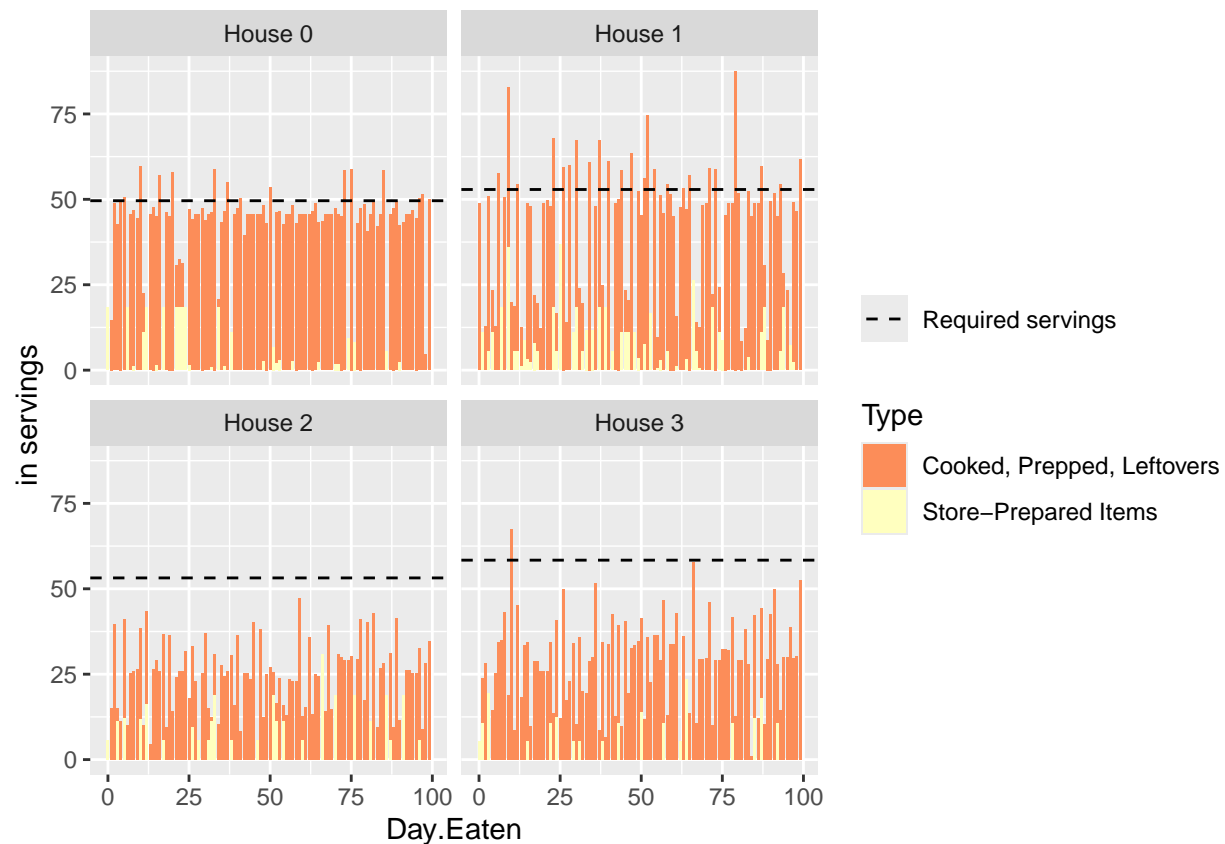 House 0
House 1
75
50
25
0
House 2
House 3
75
50
25
0
0
25
50
75
100
0
25
50
75
100
Day.Eaten
in servings
Required servings
Type
Cooked, Prepped, Leftovers
Store−Prepared Items